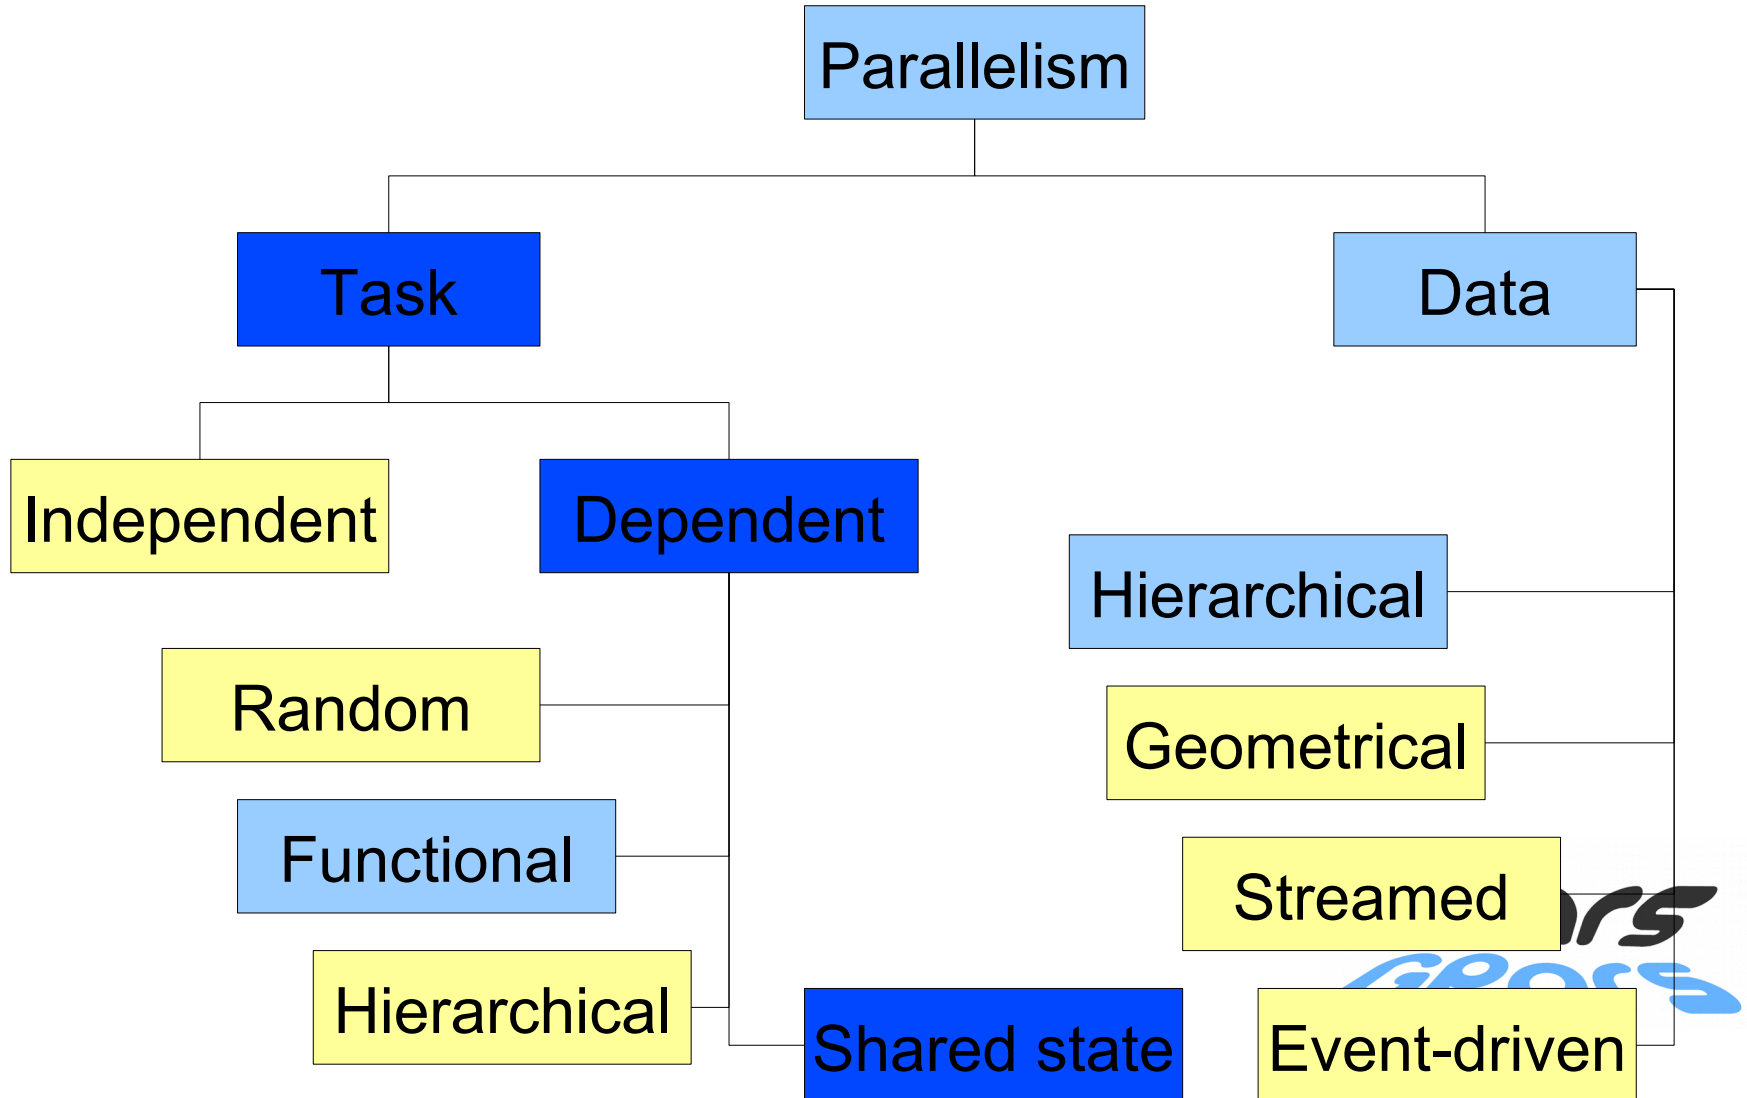 Parallelism
Task
Data
Independent
Dependent
Hierarchical
Random
Geometrical
Functional
Streamed
Hierarchical
Shared state
Event-driven